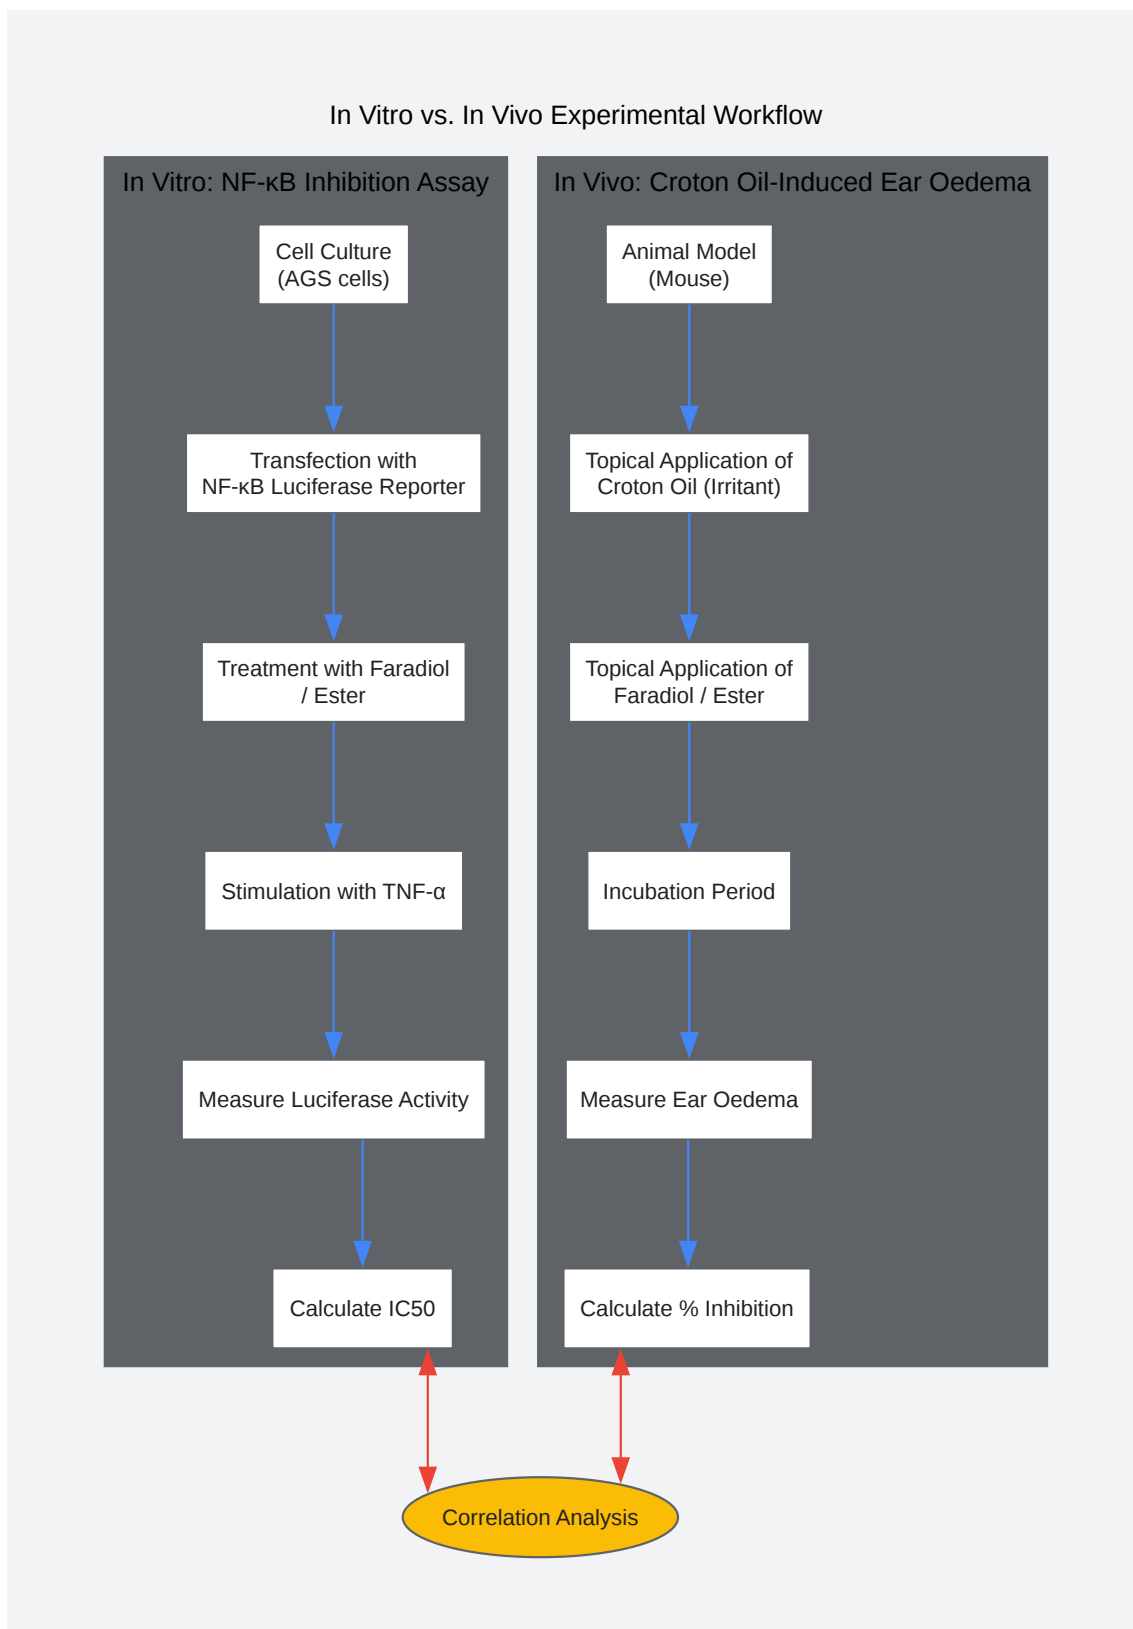 In Vitro vs. In Vivo Experimental Workflow
In Vitro: NF-κB Inhibition Assay
Cell Culture
(AGS cells)
Transfection with
NF-κB Luciferase Reporter
Treatment with Faradiol
/ Ester
Stimulation with TNF-α
Measure Luciferase Activity
Calculate IC50
In Vivo: Croton Oil-Induced Ear Oedema
Animal Model
(Mouse)
Topical Application of
Croton Oil (Irritant)
Topical Application of
Faradiol / Ester
Incubation Period
Measure Ear Oedema
Calculate % Inhibition
Correlation Analysis